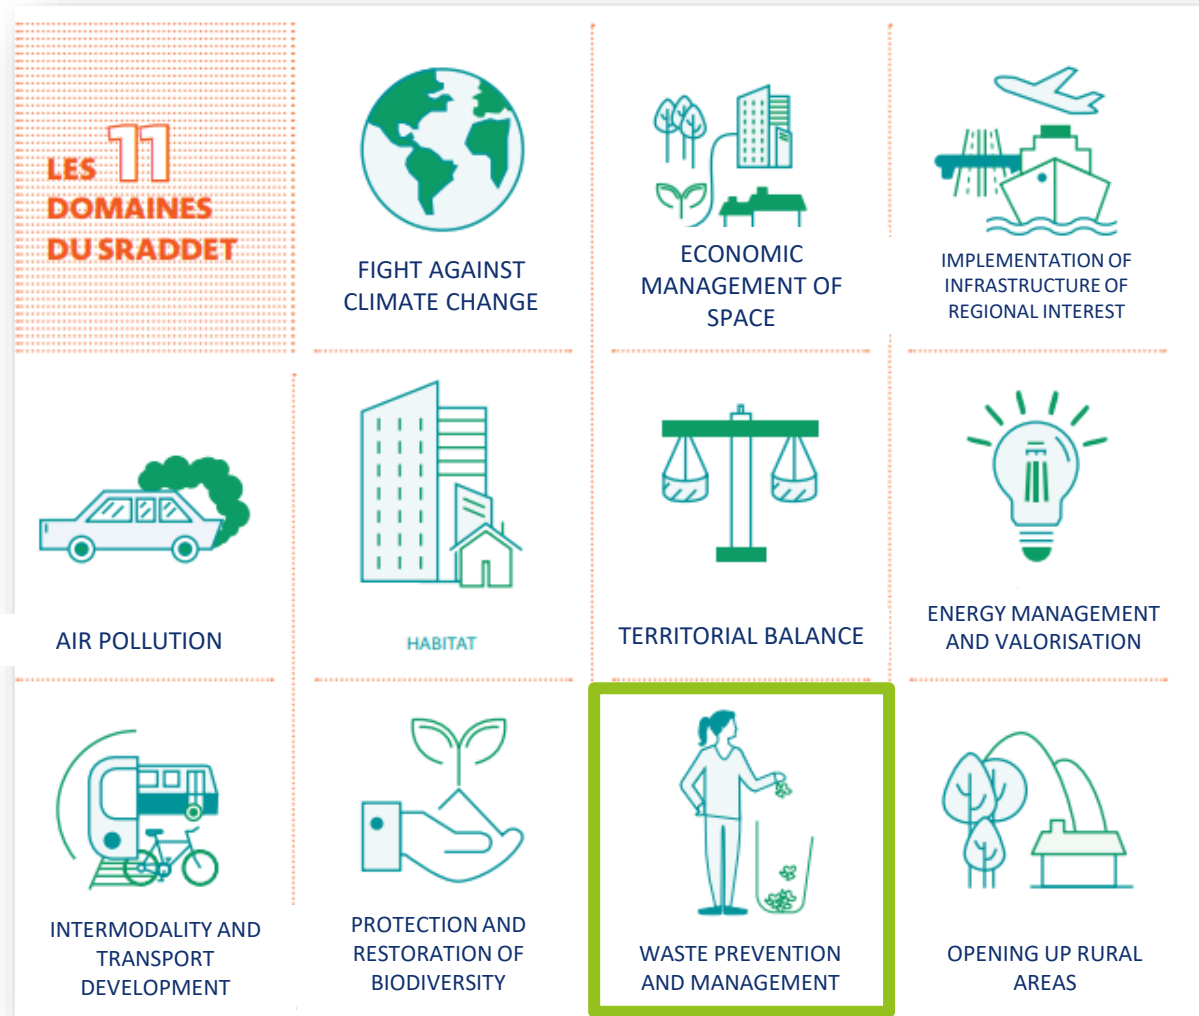 LES 11
DOMAINES
DU SRADDET
FIGHT AGAINST
CLIMATE CHANGE
ECONOMIC
MANAGEMENT OF
SPACE
IMPLEMENTATION OF
INFRASTRUCTURE OF
REGIONAL INTEREST
AIR POLLUTION
HABITAT
TERRITORIAL BALANCE
ENERGY MANAGEMENT
AND VALORISATION
INTERMODALITY AND
TRANSPORT
DEVELOPMENT
PROTECTION AND
RESTORATION OF
BIODIVERSITY
WASTE PREVENTION
AND MANAGEMENT
OPENING UP RURAL
AREAS